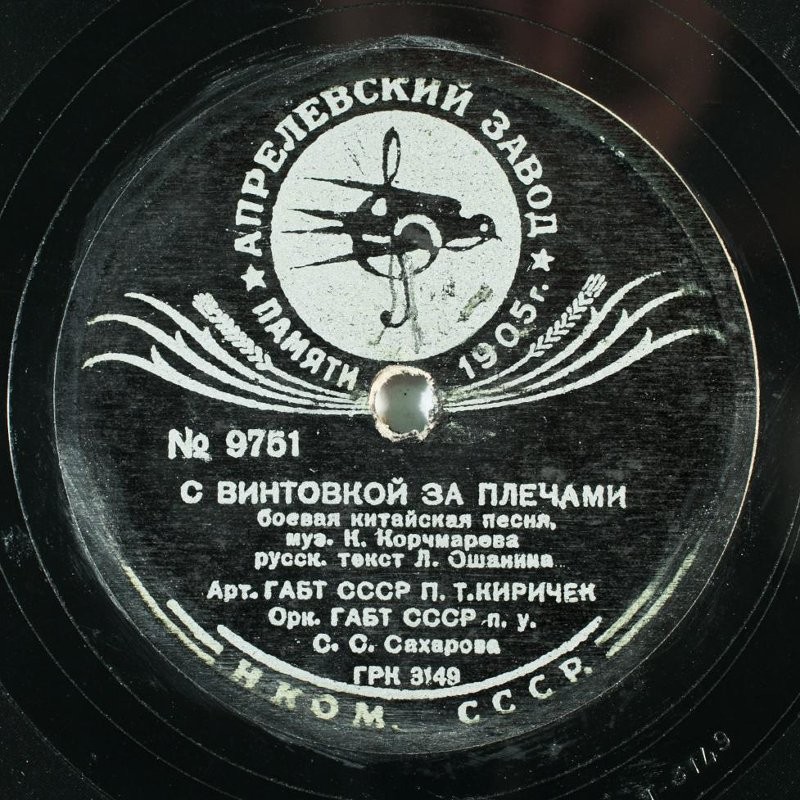 АПРЕЛЕВСКИЙ ЗАВОД
ПАМЯТИ 1905 г.
№ 9751
С ВИНТОВКОЙ ЗА ПЛЕЧАМИ
боевая китайская песня,
муз. К. Корчмарева
русск. текст Л. Ошанина
Арт. ГАБТ СССР П. Т. КИРИЧЕК
Орк. ГАБТ СССР п. у.
С. С. Сахарова
ГРК 3149
НКОМ. СССР.